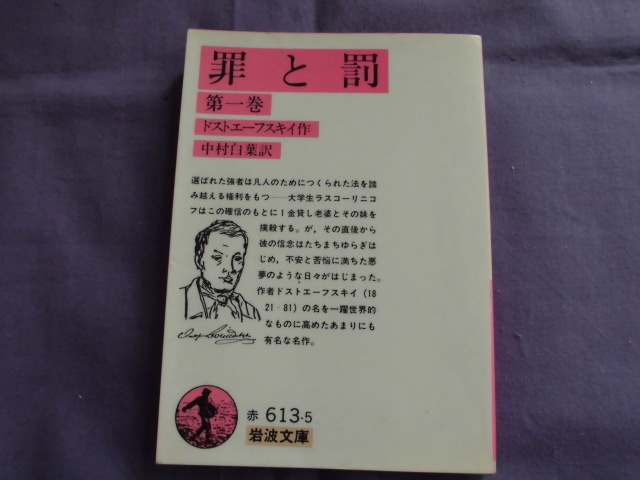 罪と罰
第一巻
ドストエーフスキイ作
中村白葉訳
選ばれた強者は凡人のためにつくられた法を踏
み越える権利をもつ──大学生ラスコーリニコ
フはこの確信のもとに1金貸し老婆とその妹を
撲殺する。が，その直後から
彼の信念はたちまちゆらぎは
じめ，不安と苦悩に満ちた悪
夢のような日々がはじまった。
作者ドストエーフスキイ（18
21‐81）の名を一躍世界的
なものに高めたあまりにも
有名な名作。
赤 613-5
岩波文庫